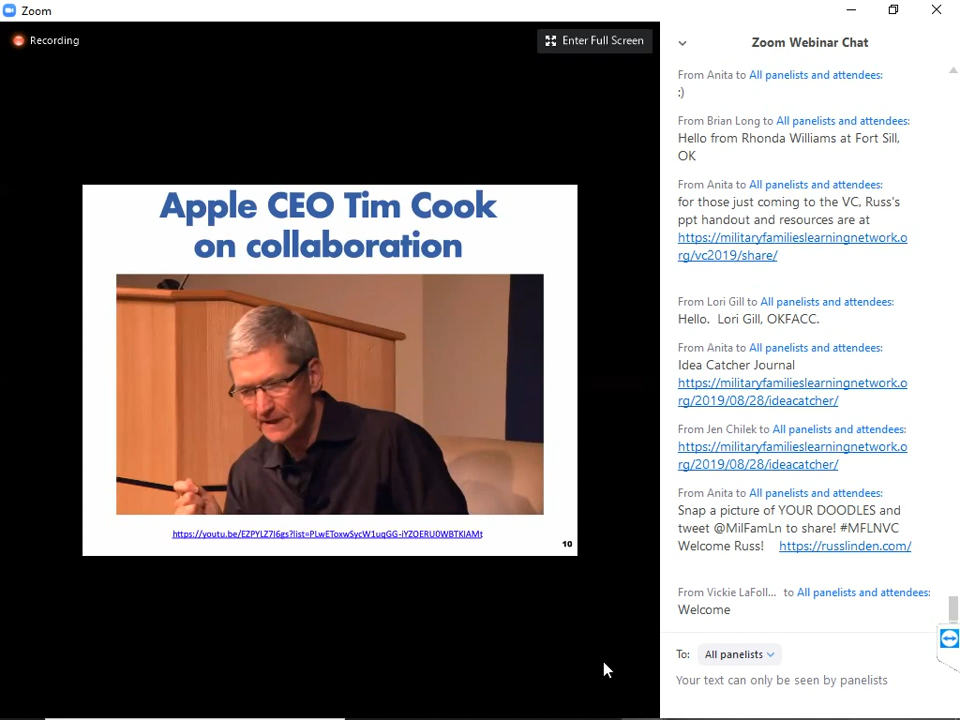 Zoom
Recording
Enter Full Screen
Apple CEO Tim Cook
on collaboration
https://youtu.be/EZPYLZ7I6gs?list=PLwEToxwSycW1uqGG-iYZOERU0WBTKIAMt
10
Zoom Webinar Chat
From Anita to All panelists and attendees:
:)
From Brian Long to All panelists and attendees:
Hello from Rhonda Williams at Fort Sill,
OK
From Anita to All panelists and attendees:
for those just coming to the VC, Russ's
ppt handout and resources are at
https://militaryfamilieslearningnetwork.o
rg/vc2019/share/
From Lori Gill to All panelists and attendees:
Hello.  Lori Gill, OKFACC.
From Anita to All panelists and attendees:
Idea Catcher Journal
https://militaryfamilieslearningnetwork.o
rg/2019/08/28/ideacatcher/
From Jen Chilek to All panelists and attendees:
https://militaryfamilieslearningnetwork.o
rg/2019/08/28/ideacatcher/
From Anita to All panelists and attendees:
Snap a picture of YOUR DOODLES and
tweet @MilFamLn to share! #MFLNVC
Welcome Russ!    https://russlinden.com/
From Vickie LaFoll...  to All panelists and attendees:
Welcome
To: All panelists
Your text can only be seen by panelists